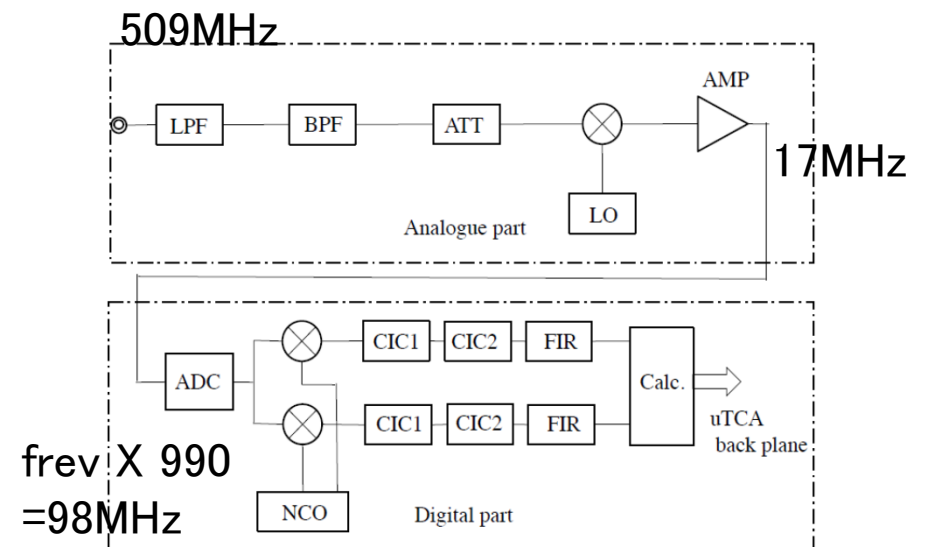 509MHz
AMP
LPF
BPF
ATT
17MHz
LO
Analogue part
CIC1
CIC2
FIR
ADC
Calc.
uTCA
back plane
CIC1
CIC2
FIR
frev X 990
=98MHz
NCO
Digital part